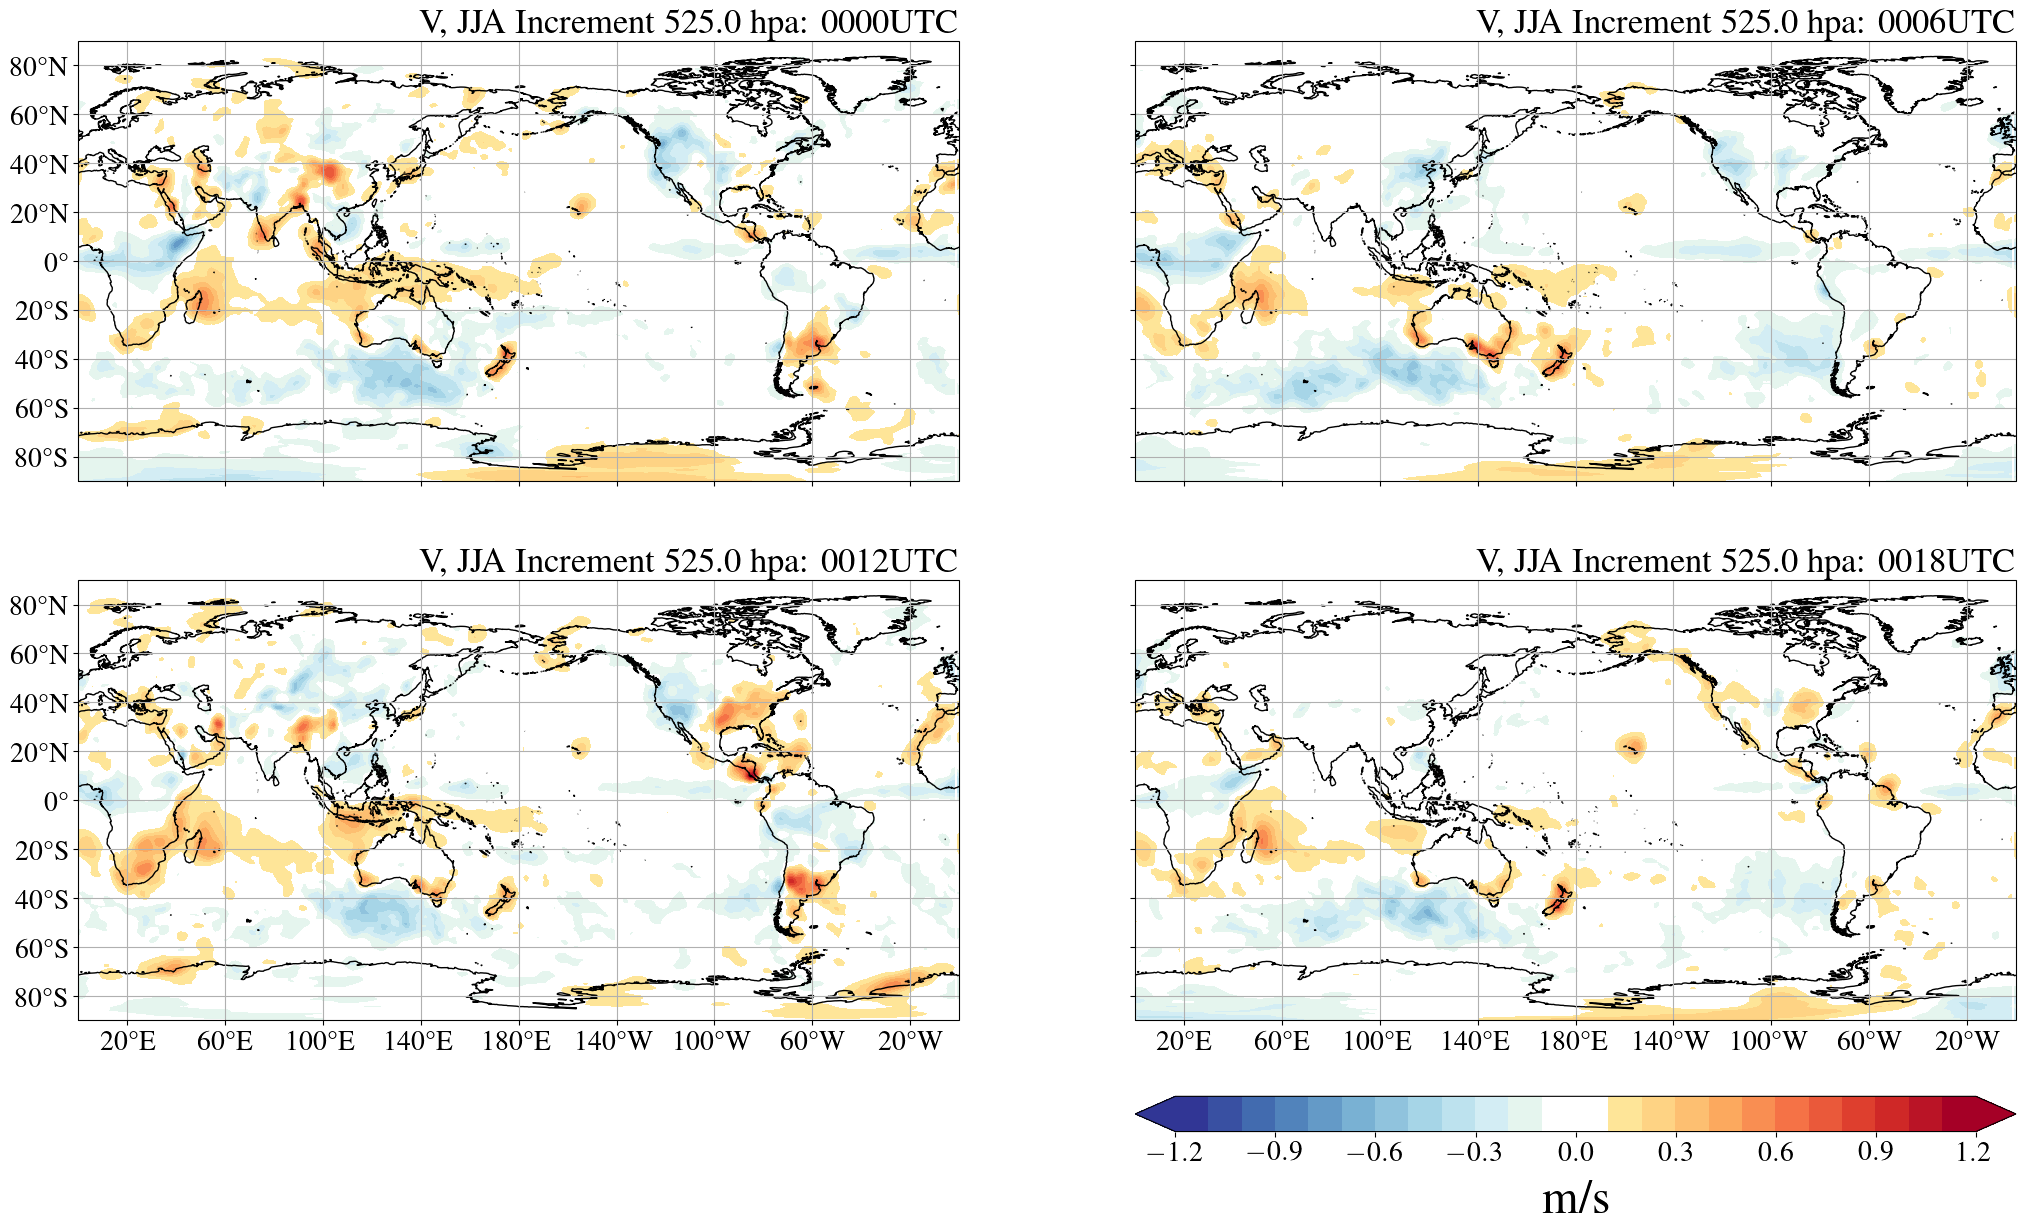 V, JJA Increment 525.0 hpa: 0000UTC
V, JJA Increment 525.0 hpa: 0006UTC
80°N
60°N
40°N
20°N
0°
20°S
40°S
60°S
80°S
V, JJA Increment 525.0 hpa: 0012UTC
V, JJA Increment 525.0 hpa: 0018UTC
80°N
60°N
40°N
20°N
0°
20°S
40°S
60°S
80°S
20°E 60°E 100°E 140°E 180°E 140°W 100°W 60°W 20°W
20°E 60°E 100°E 140°E 180°E 140°W 100°W 60°W 20°W
−1.2 −0.9 −0.6 −0.3 0.0 0.3 0.6 0.9 1.2
m/s